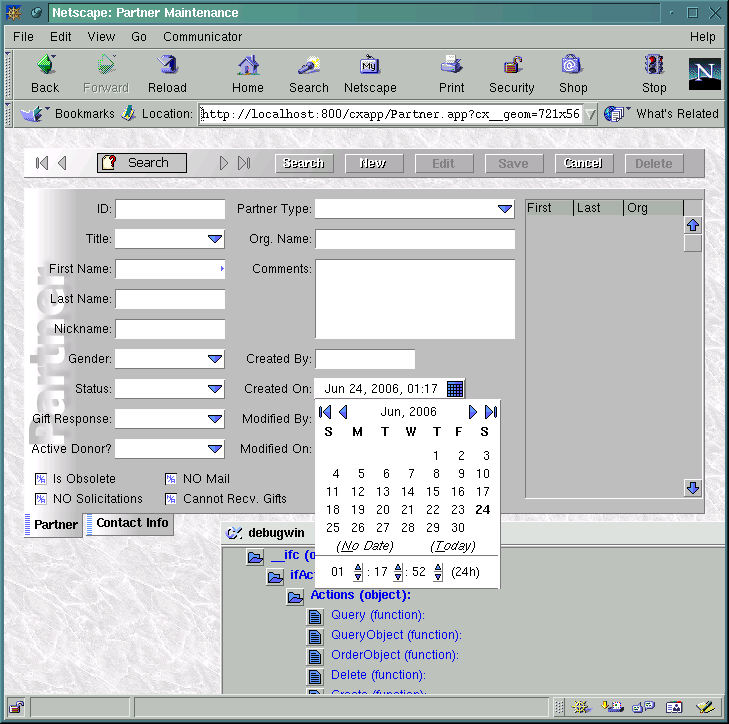 Netscape: Partner Maintenance
File Edit View Go Communicator Help
Back Forward Reload Home Search My Netscape Print Security Shop Stop N
Bookmarks Location: http://localhost:800/cxapp/Partner.app?cx__geom=721x56 What's Related
? Search Search New Edit Save Cancel Delete
ID: Partner Type: First Last Org
Title: Org. Name:
First Name: Comments:
Last Name:
Nickname:
Gender: Created By:
Status: Created On: Jun 24, 2006, 01:17
Gift Response: Modified By:
Active Donor? Modified On:
partner
Jun, 2006
S M T W T F S
1 2 3
4 5 6 7 8 9 10
11 12 13 14 15 16 17
18 19 20 21 22 23 24
25 26 27 28 29 30
(No Date) (Today)
01 : 17 : 52 (24h)
Is Obsolete NO Mail
NO Solicitations Cannot Recv. Gifts
Partner Contact Info
debugwin
__ifc (o
ifAct
Actions (object):
Query (function):
QueryObject (function):
OrderObject (function):
Delete (function):
Create (function):